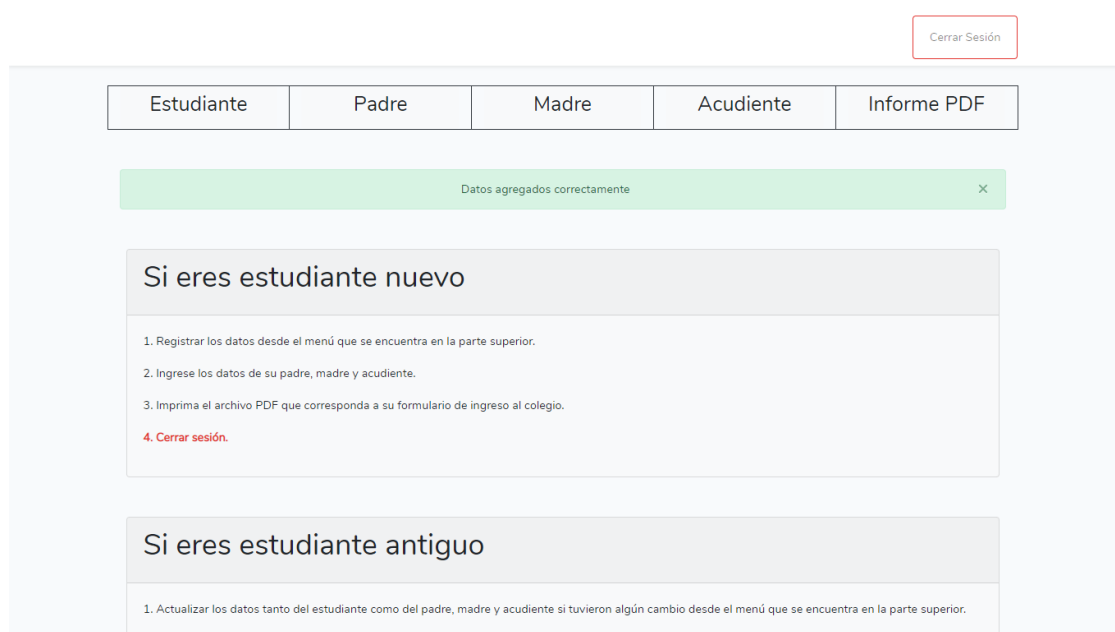 Cerrar Sesión
Estudiante Padre Madre Acudiente Informe PDF
Datos agregados correctamente ×
Si eres estudiante nuevo
1. Registrar los datos desde el menú que se encuentra en la parte superior.
2. Ingrese los datos de su padre, madre y acudiente.
3. Imprima el archivo PDF que corresponda a su formulario de ingreso al colegio.
4. Cerrar sesión.
Si eres estudiante antiguo
1. Actualizar los datos tanto del estudiante como del padre, madre y acudiente si tuvieron algún cambio desde el menú que se encuentra en la parte superior.